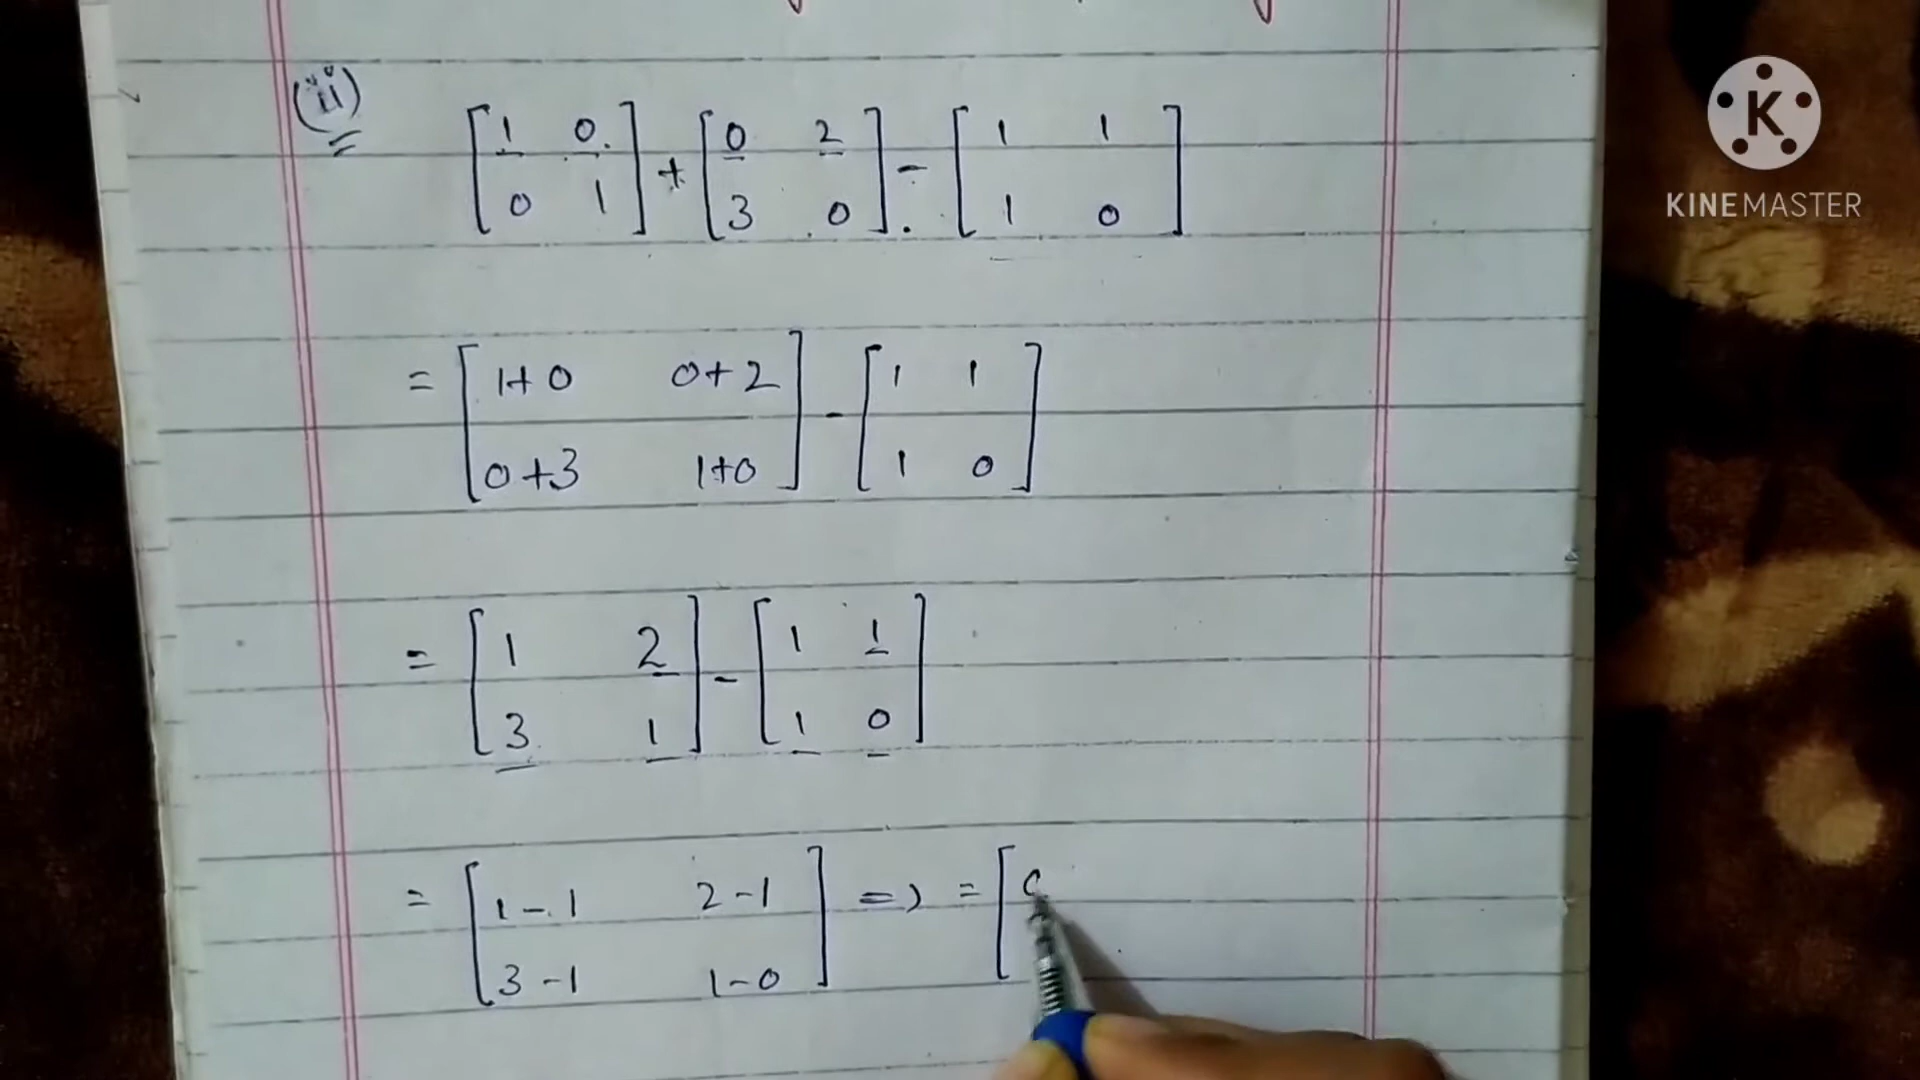 (ii)
[1 0] + [0 2] - [1 1]
[0 1] [3 0] [1 0]
= [1+0 0+2] - [1 1]
[0+3 1+0] [1 0]
= [1 2] - [1 1]
[3 1] [1 0]
= [1-1 2-1] => = [0
[3-1 1-0]
K
KINEMASTER